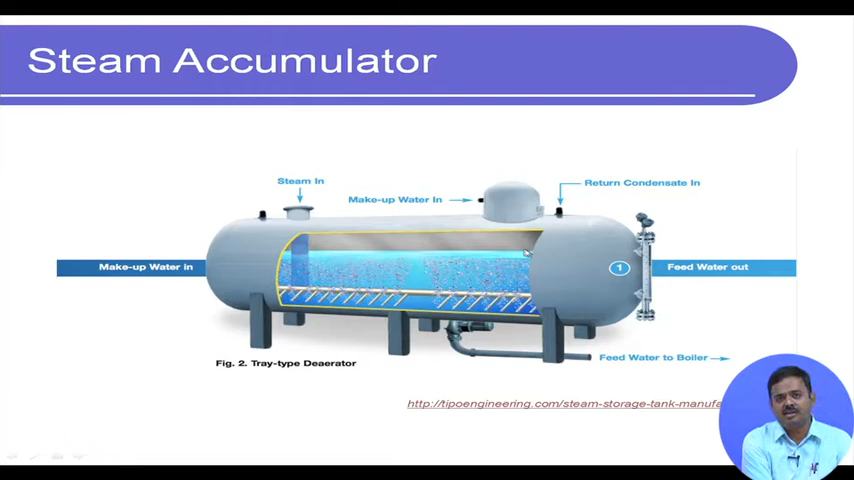 Steam Accumulator
Steam In
Make-up Water In
Return Condensate In
Make-up Water in
1
Feed Water out
Feed Water to Boiler
Fig. 2. Tray-type Deaerator
http://tipoengineering.com/steam-storage-tank-manufa